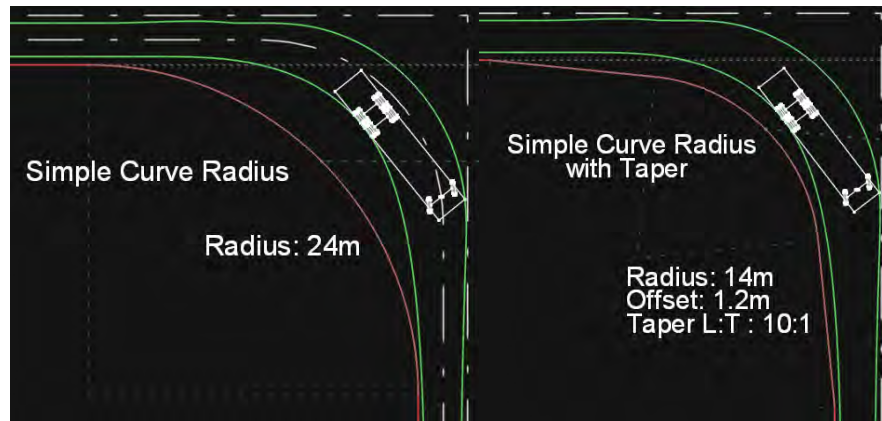 Simple Curve Radius
Radius: 24m
Simple Curve Radius
with Taper
Radius: 14m
Offset: 1.2m
Taper L:T : 10:1